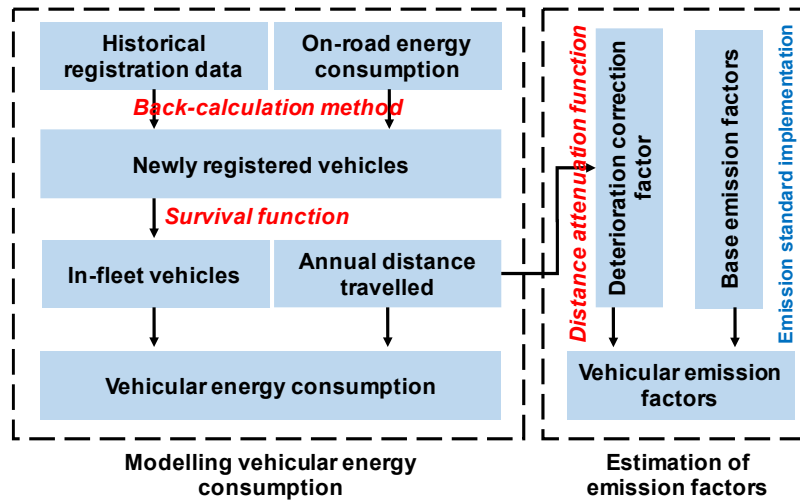 Historical
registration data
On-road energy
consumption
Back-calculation method
Newly registered vehicles
Survival function
In-fleet vehicles
Annual distance
travelled
Vehicular energy consumption
Modelling vehicular energy
consumption
Distance attenuation function
Deterioration correction
factor
Base emission factors
Emission standard implementation
Vehicular emission
factors
Estimation of
emission factors